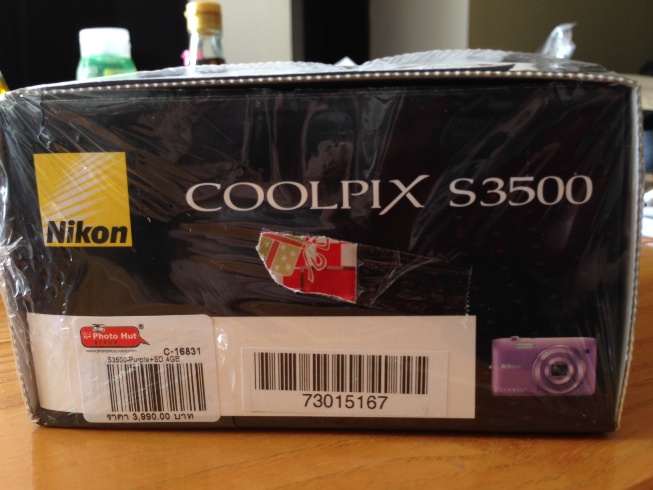 Nikon
COOLPIX S3500
Photo Hut
C-16831
S3500-Purple+SD 4GB
ราคา 3,990.00 บาท
73015167
Nikon